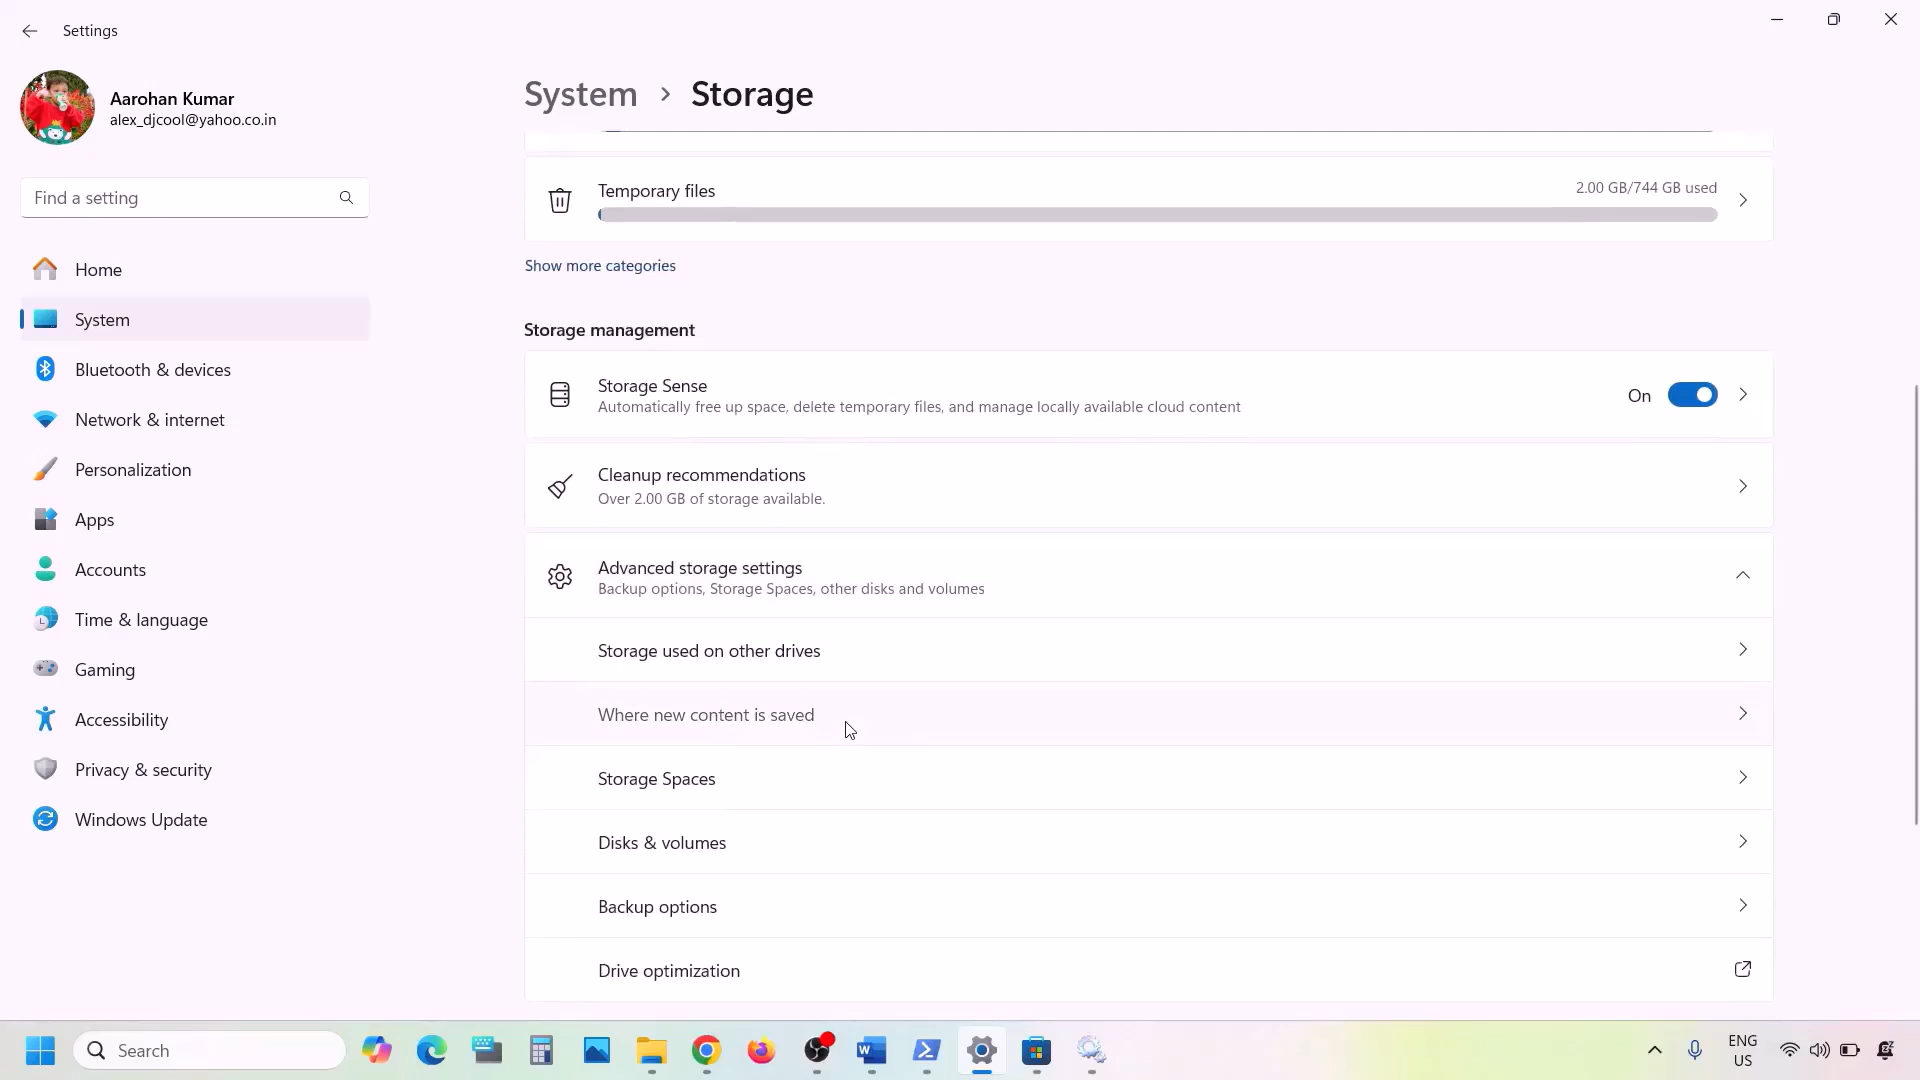 Settings
Aarohan Kumar
alex_djcool@yahoo.co.in
Find a setting
Home
System
Bluetooth & devices
Network & internet
Personalization
Apps
Accounts
Time & language
Gaming
Accessibility
Privacy & security
Windows Update
System > Storage
Temporary files
2.00 GB/744 GB used
Show more categories
Storage management
Storage Sense
Automatically free up space, delete temporary files, and manage locally available cloud content
On
Cleanup recommendations
Over 2.00 GB of storage available.
Advanced storage settings
Backup options, Storage Spaces, other disks and volumes
Storage used on other drives
Where new content is saved
Storage Spaces
Disks & volumes
Backup options
Drive optimization
Search
ENG
US